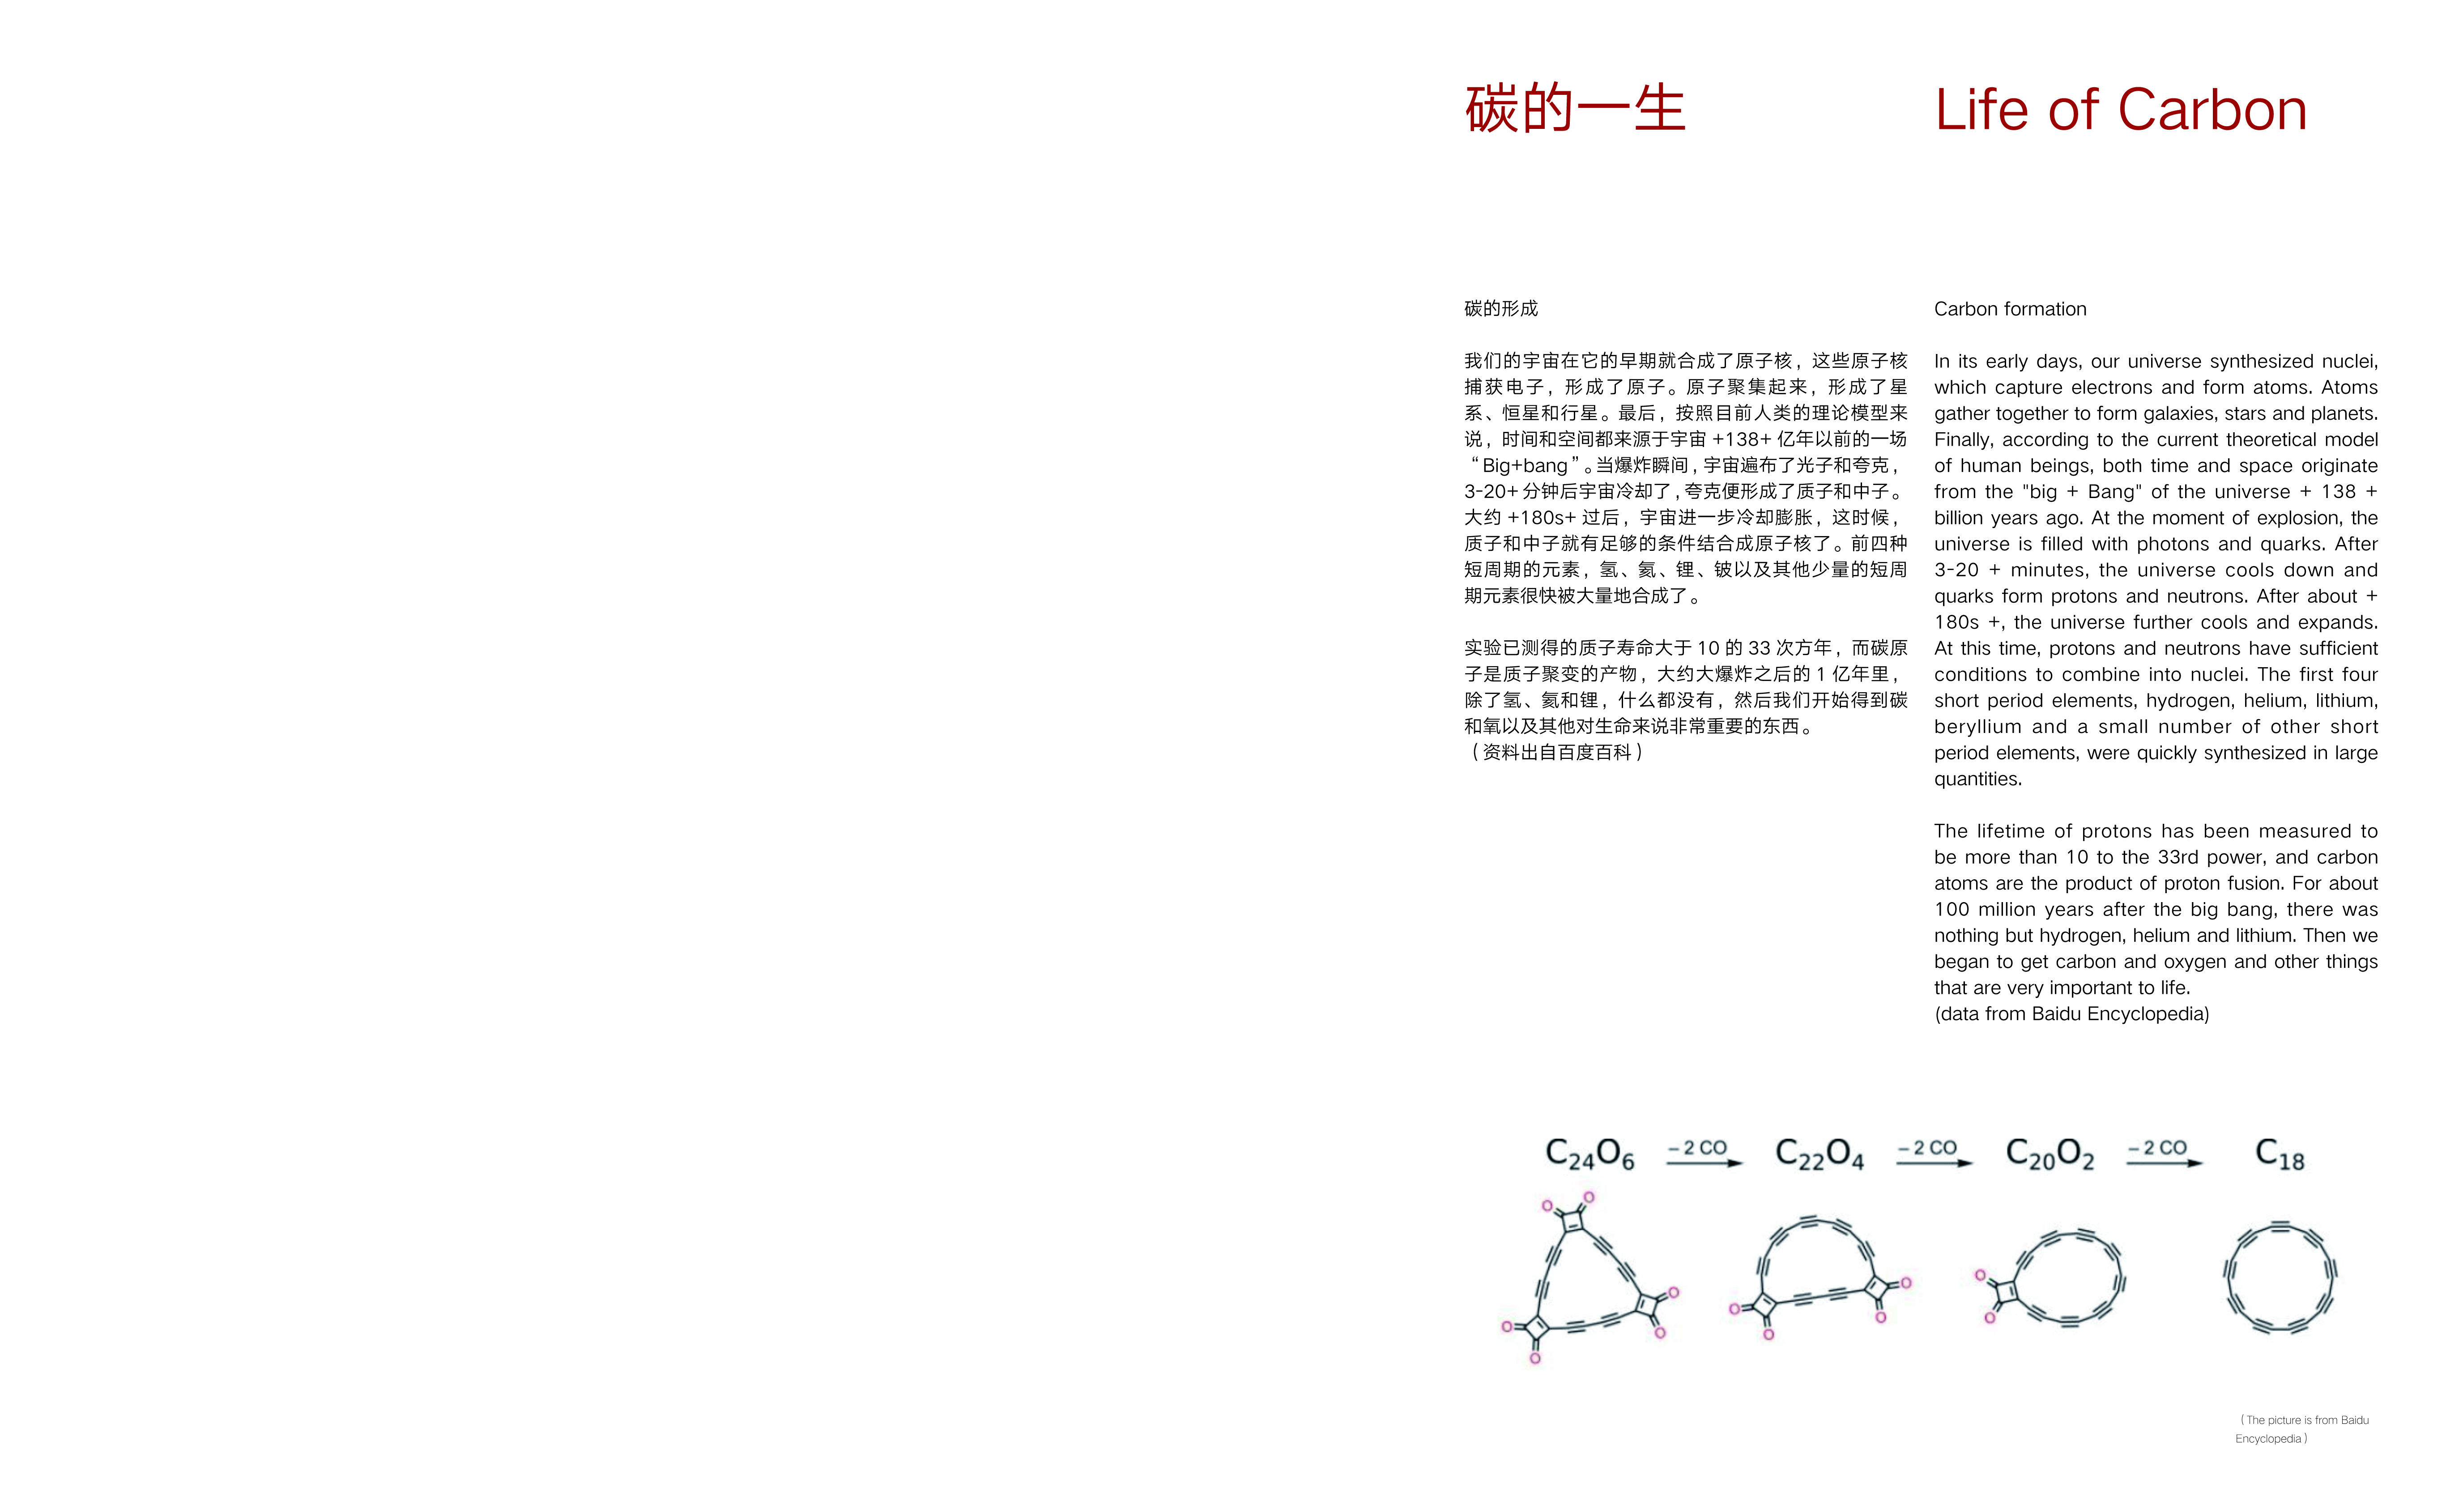 碳的一生
Life of Carbon
碳的形成
我们的宇宙在它的早期就合成了原子核，这些原子核
捕获电子，形成了原子。原子聚集起来，形成了星
系、恒星和行星。最后，按照目前人类的理论模型来
说，时间和空间都来源于宇宙 +138+ 亿年以前的一场
“Big+bang”。当爆炸瞬间，宇宙遍布了光子和夸克，
3-20+ 分钟后宇宙冷却了，夸克便形成了质子和中子。
大约 +180s+ 过后，宇宙进一步冷却膨胀，这时候，
质子和中子就有足够的条件结合成原子核了。前四种
短周期的元素，氢、氦、锂、铍以及其他少量的短周
期元素很快被大量地合成了。
实验已测得的质子寿命大于 10 的 33 次方年，而碳原
子是质子聚变的产物，大约大爆炸之后的 1 亿年里，
除了氢、氦和锂，什么都没有，然后我们开始得到碳
和氧以及其他对生命来说非常重要的东西。
（资料出自百度百科）
Carbon formation
In its early days, our universe synthesized nuclei,
which capture electrons and form atoms. Atoms
gather together to form galaxies, stars and planets.
Finally, according to the current theoretical model
of human beings, both time and space originate
from the "big + Bang" of the universe + 138 +
billion years ago. At the moment of explosion, the
universe is filled with photons and quarks. After
3-20 + minutes, the universe cools down and
quarks form protons and neutrons. After about +
180s +, the universe further cools and expands.
At this time, protons and neutrons have sufficient
conditions to combine into nuclei. The first four
short period elements, hydrogen, helium, lithium,
beryllium and a small number of other short
period elements, were quickly synthesized in large
quantities.
The lifetime of protons has been measured to
be more than 10 to the 33rd power, and carbon
atoms are the product of proton fusion. For about
100 million years after the big bang, there was
nothing but hydrogen, helium and lithium. Then we
began to get carbon and oxygen and other things
that are very important to life.
(data from Baidu Encyclopedia)
C₂₄O₆ – 2 CO C₂₂O₄ – 2 CO C₂₀O₂ – 2 CO C₁₈
O O
O O O O
O O
O O O O
O O
（The picture is from Baidu
Encyclopedia）